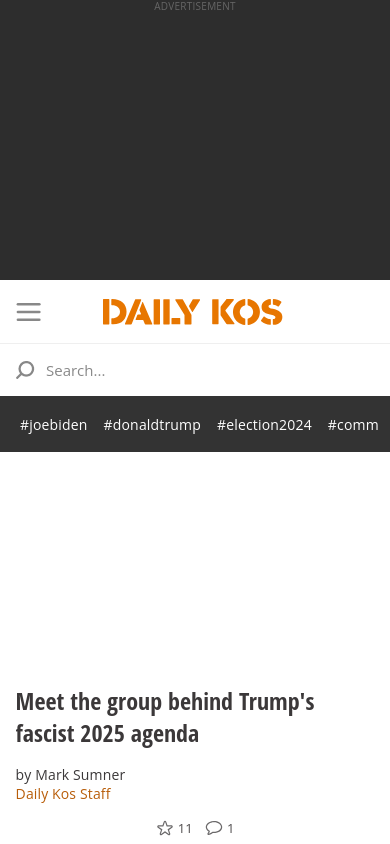 ADVERTISEMENT
DAILY KOS
Search...
#joebiden #donaldtrump #election2024 #comm
Meet the group behind Trump's
fascist 2025 agenda
by Mark Sumner
Daily Kos Staff
11 1